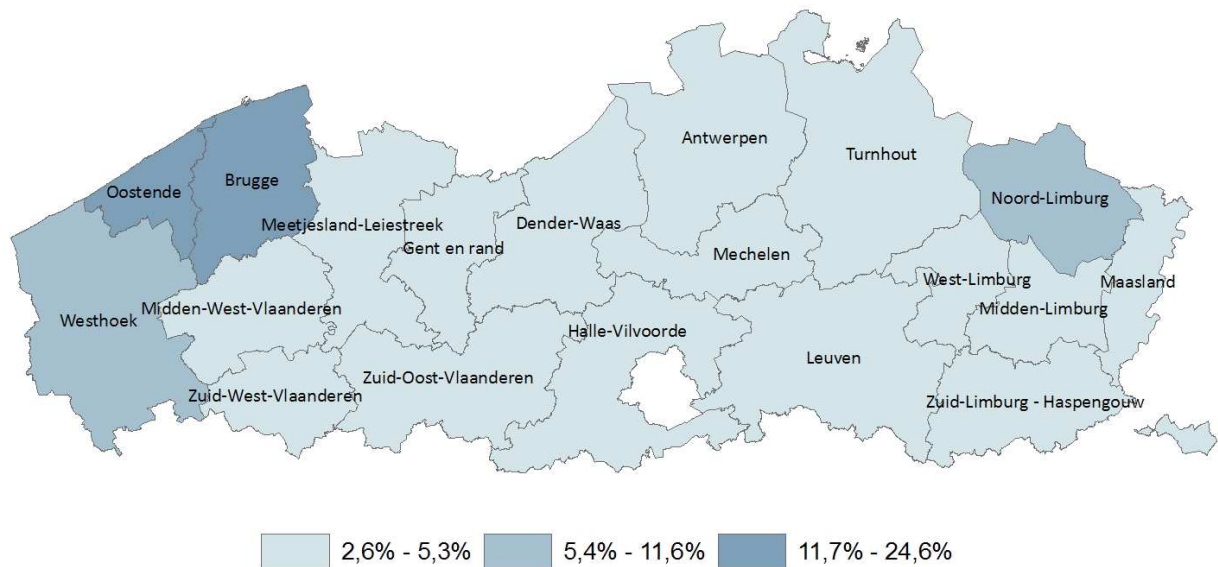 Antwerpen
Turnhout
Brugge
Oostende
Noord-Limburg
Meetjesland-Leiestreek
Dender-Waas
Gent en rand
Mechelen
West-Limburg
Maasland
Midden-West-Vlaanderen
Midden-Limburg
Westhoek
Halle-Vilvoorde
Leuven
Zuid-Oost-Vlaanderen
Zuid-West-Vlaanderen
Zuid-Limburg - Haspengouw
2,6% - 5,3%
5,4% - 11,6%
11,7% - 24,6%